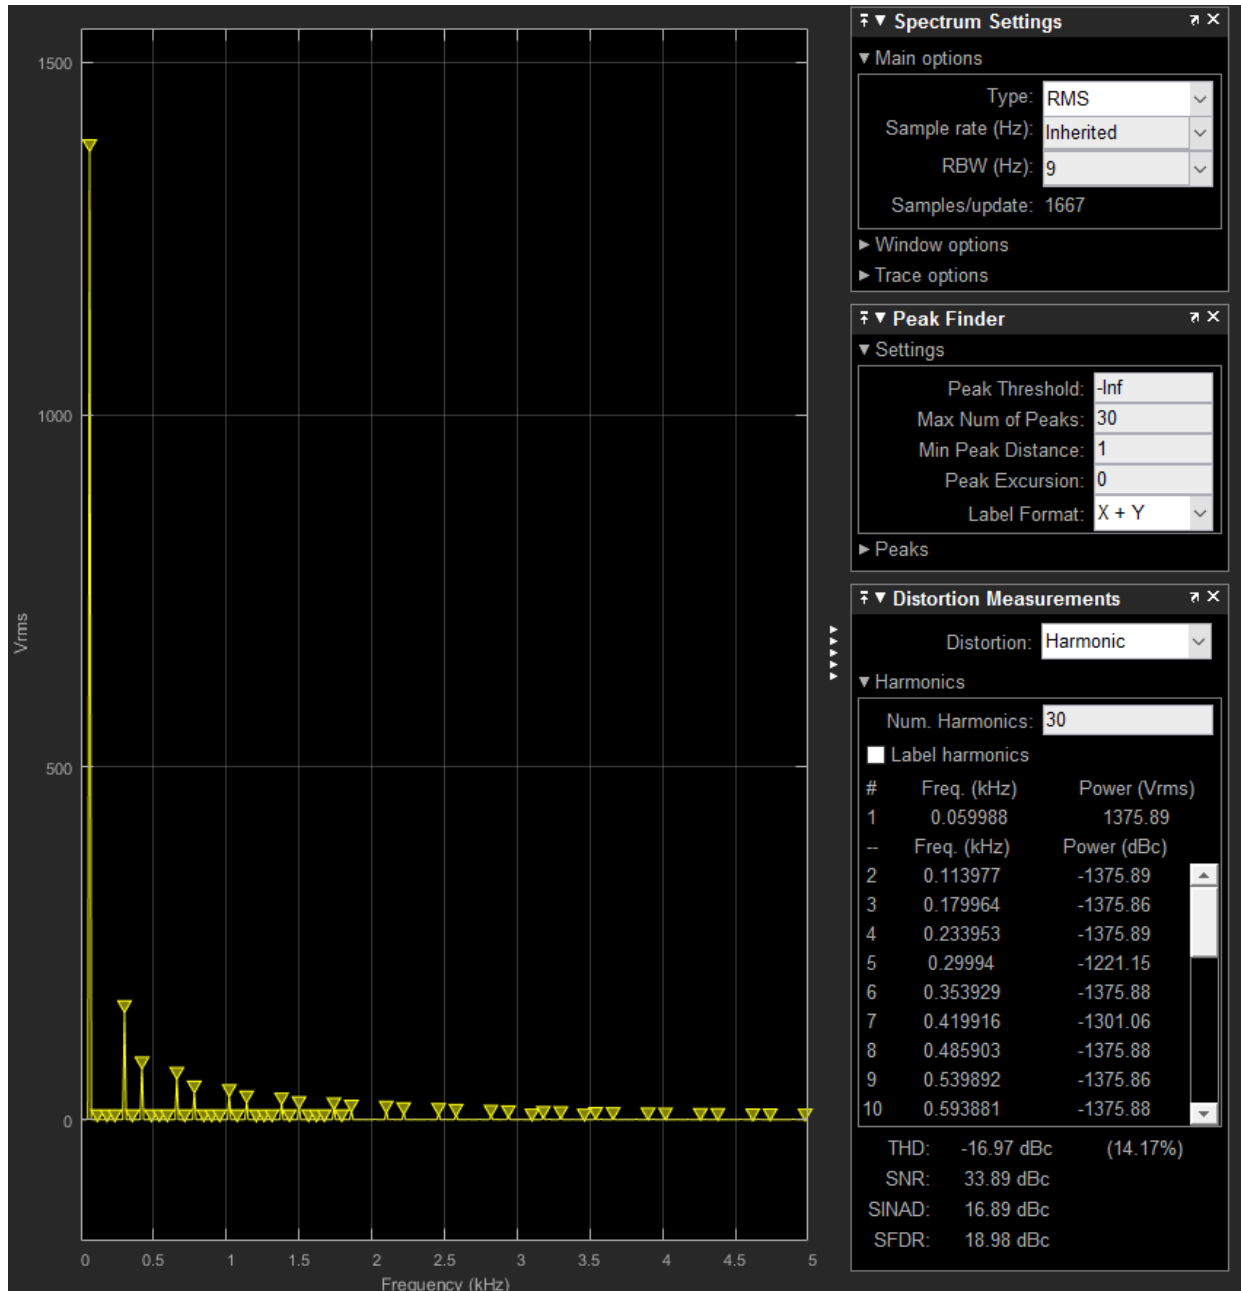 1500
1000
500
0
Vrms
0 0.5 1 1.5 2 2.5 3 3.5 4 4.5 5
Frequency (kHz)
Spectrum Settings
Main options
Type: RMS
Sample rate (Hz): Inherited
RBW (Hz): 9
Samples/update: 1667
Window options
Trace options
Peak Finder
Settings
Peak Threshold: -Inf
Max Num of Peaks: 30
Min Peak Distance: 1
Peak Excursion: 0
Label Format: X + Y
Peaks
Distortion Measurements
Distortion: Harmonic
Harmonics
Num. Harmonics: 30
Label harmonics
# Freq. (kHz) Power (Vrms)
1 0.059988 1375.89
-- Freq. (kHz) Power (dBc)
2 0.113977 -1375.89
3 0.179964 -1375.86
4 0.233953 -1375.89
5 0.29994 -1221.15
6 0.353929 -1375.88
7 0.419916 -1301.06
8 0.485903 -1375.88
9 0.539892 -1375.86
10 0.593881 -1375.88
THD: -16.97 dBc (14.17%)
SNR: 33.89 dBc
SINAD: 16.89 dBc
SFDR: 18.98 dBc